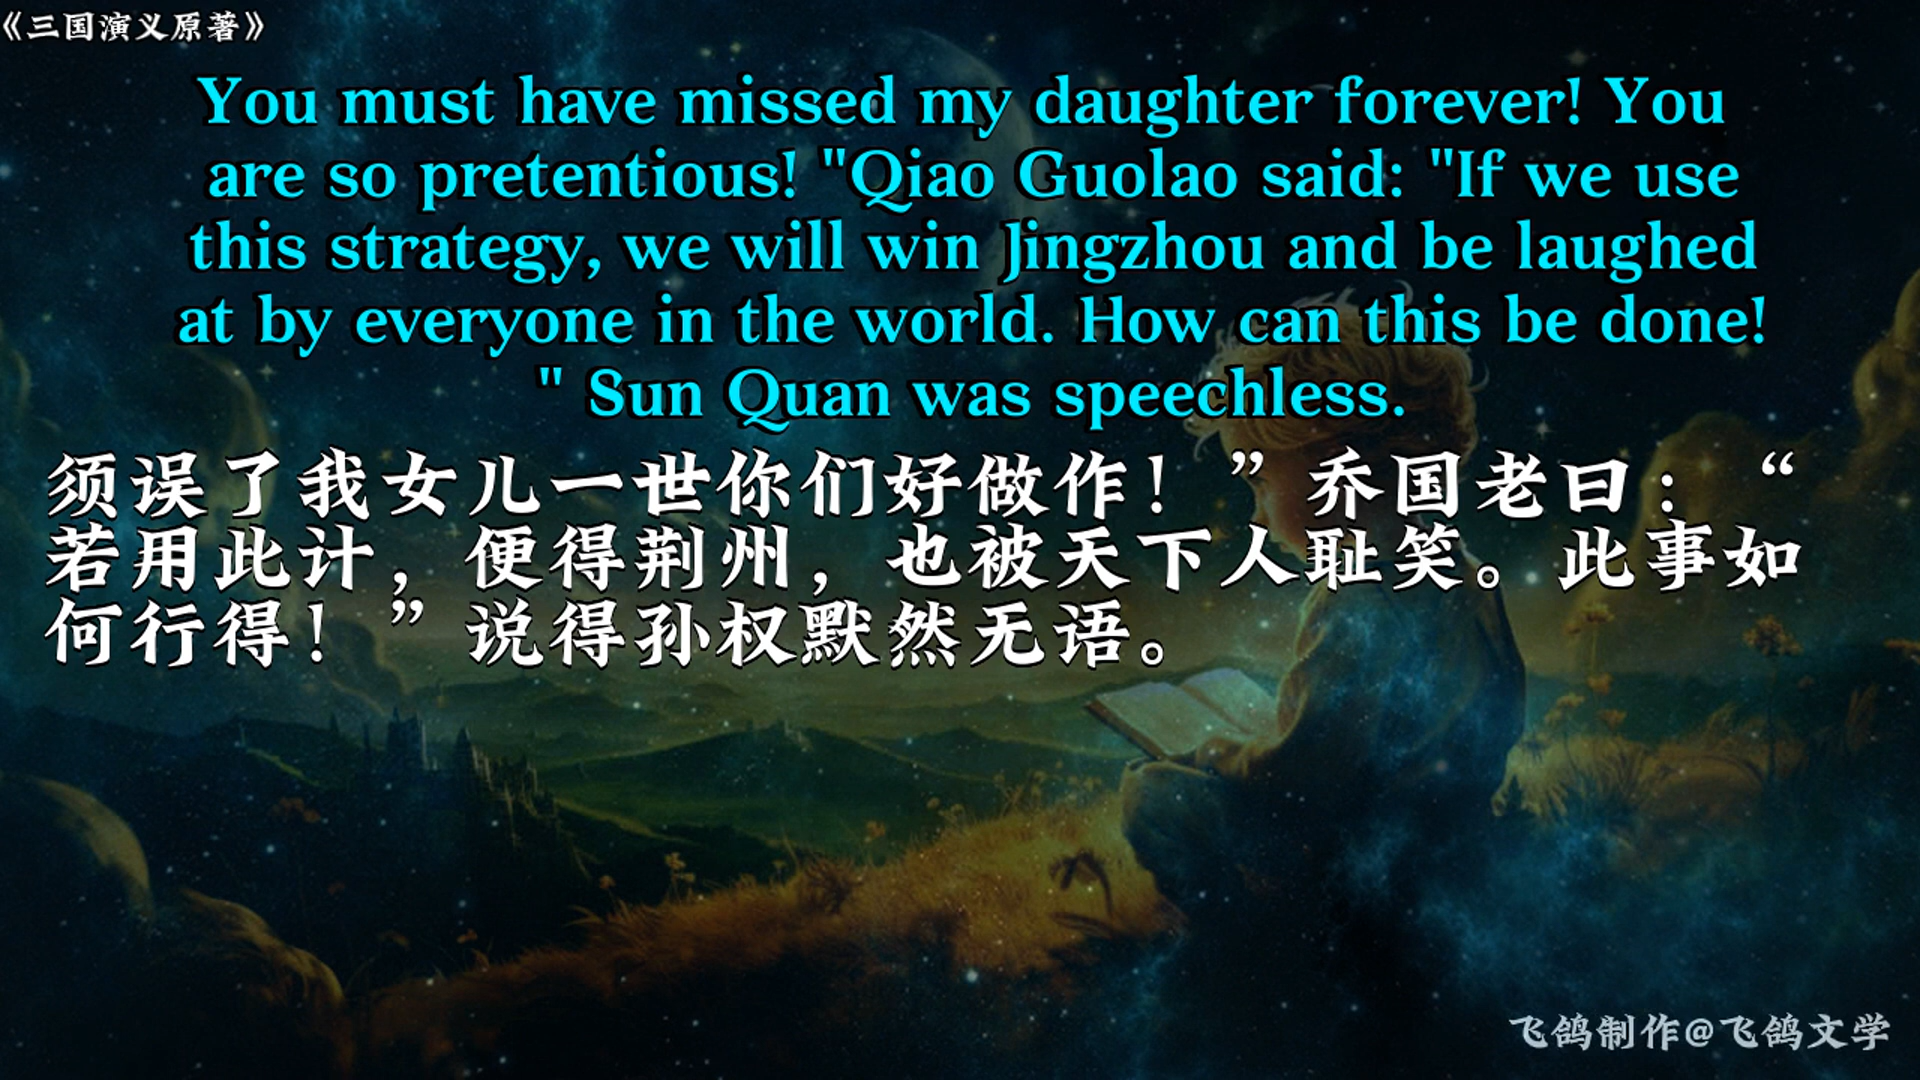 《三国演义原著》
You must have missed my daughter forever! You
are so pretentious! "Qiao Guolao said: "If we use
this strategy, we will win Jingzhou and be laughed
at by everyone in the world. How can this be done!
" Sun Quan was speechless.
须误了我女儿一世你们好做作！”乔国老曰：“
若用此计，便得荆州，也被天下人耻笑。此事如
何行得！”说得孙权默然无语。
飞鸽制作@飞鸽文学